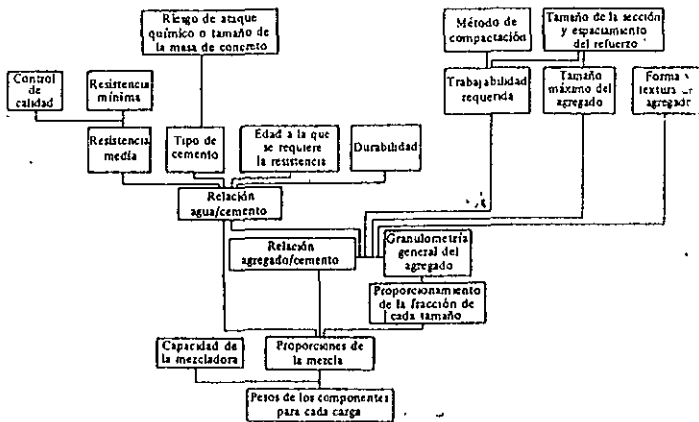 Riesgo de ataque
químico o tamaño de
la masa de concreto
Método de
compactación
Tamaño de la sección
y espaciamiento
del refuerzo
Control
de
calidad
Resistencia
mínima
Trabajabilidad
requerida
Tamaño
máximo del
agregado
Forma
textura
agregado
Resistencia
media
Tipo de
cemento
Edad a la que
se requiere
la resistencia
Durabilidad
Relación
agua/cemento
Relación
agregado/cemento
Granulometría
general del
agregado
Proporcionamiento
de la fracción de
cada tamaño
Capacidad de
la mezcladora
Proporciones de
la mezcla
Pesos de los componentes
para cada carga